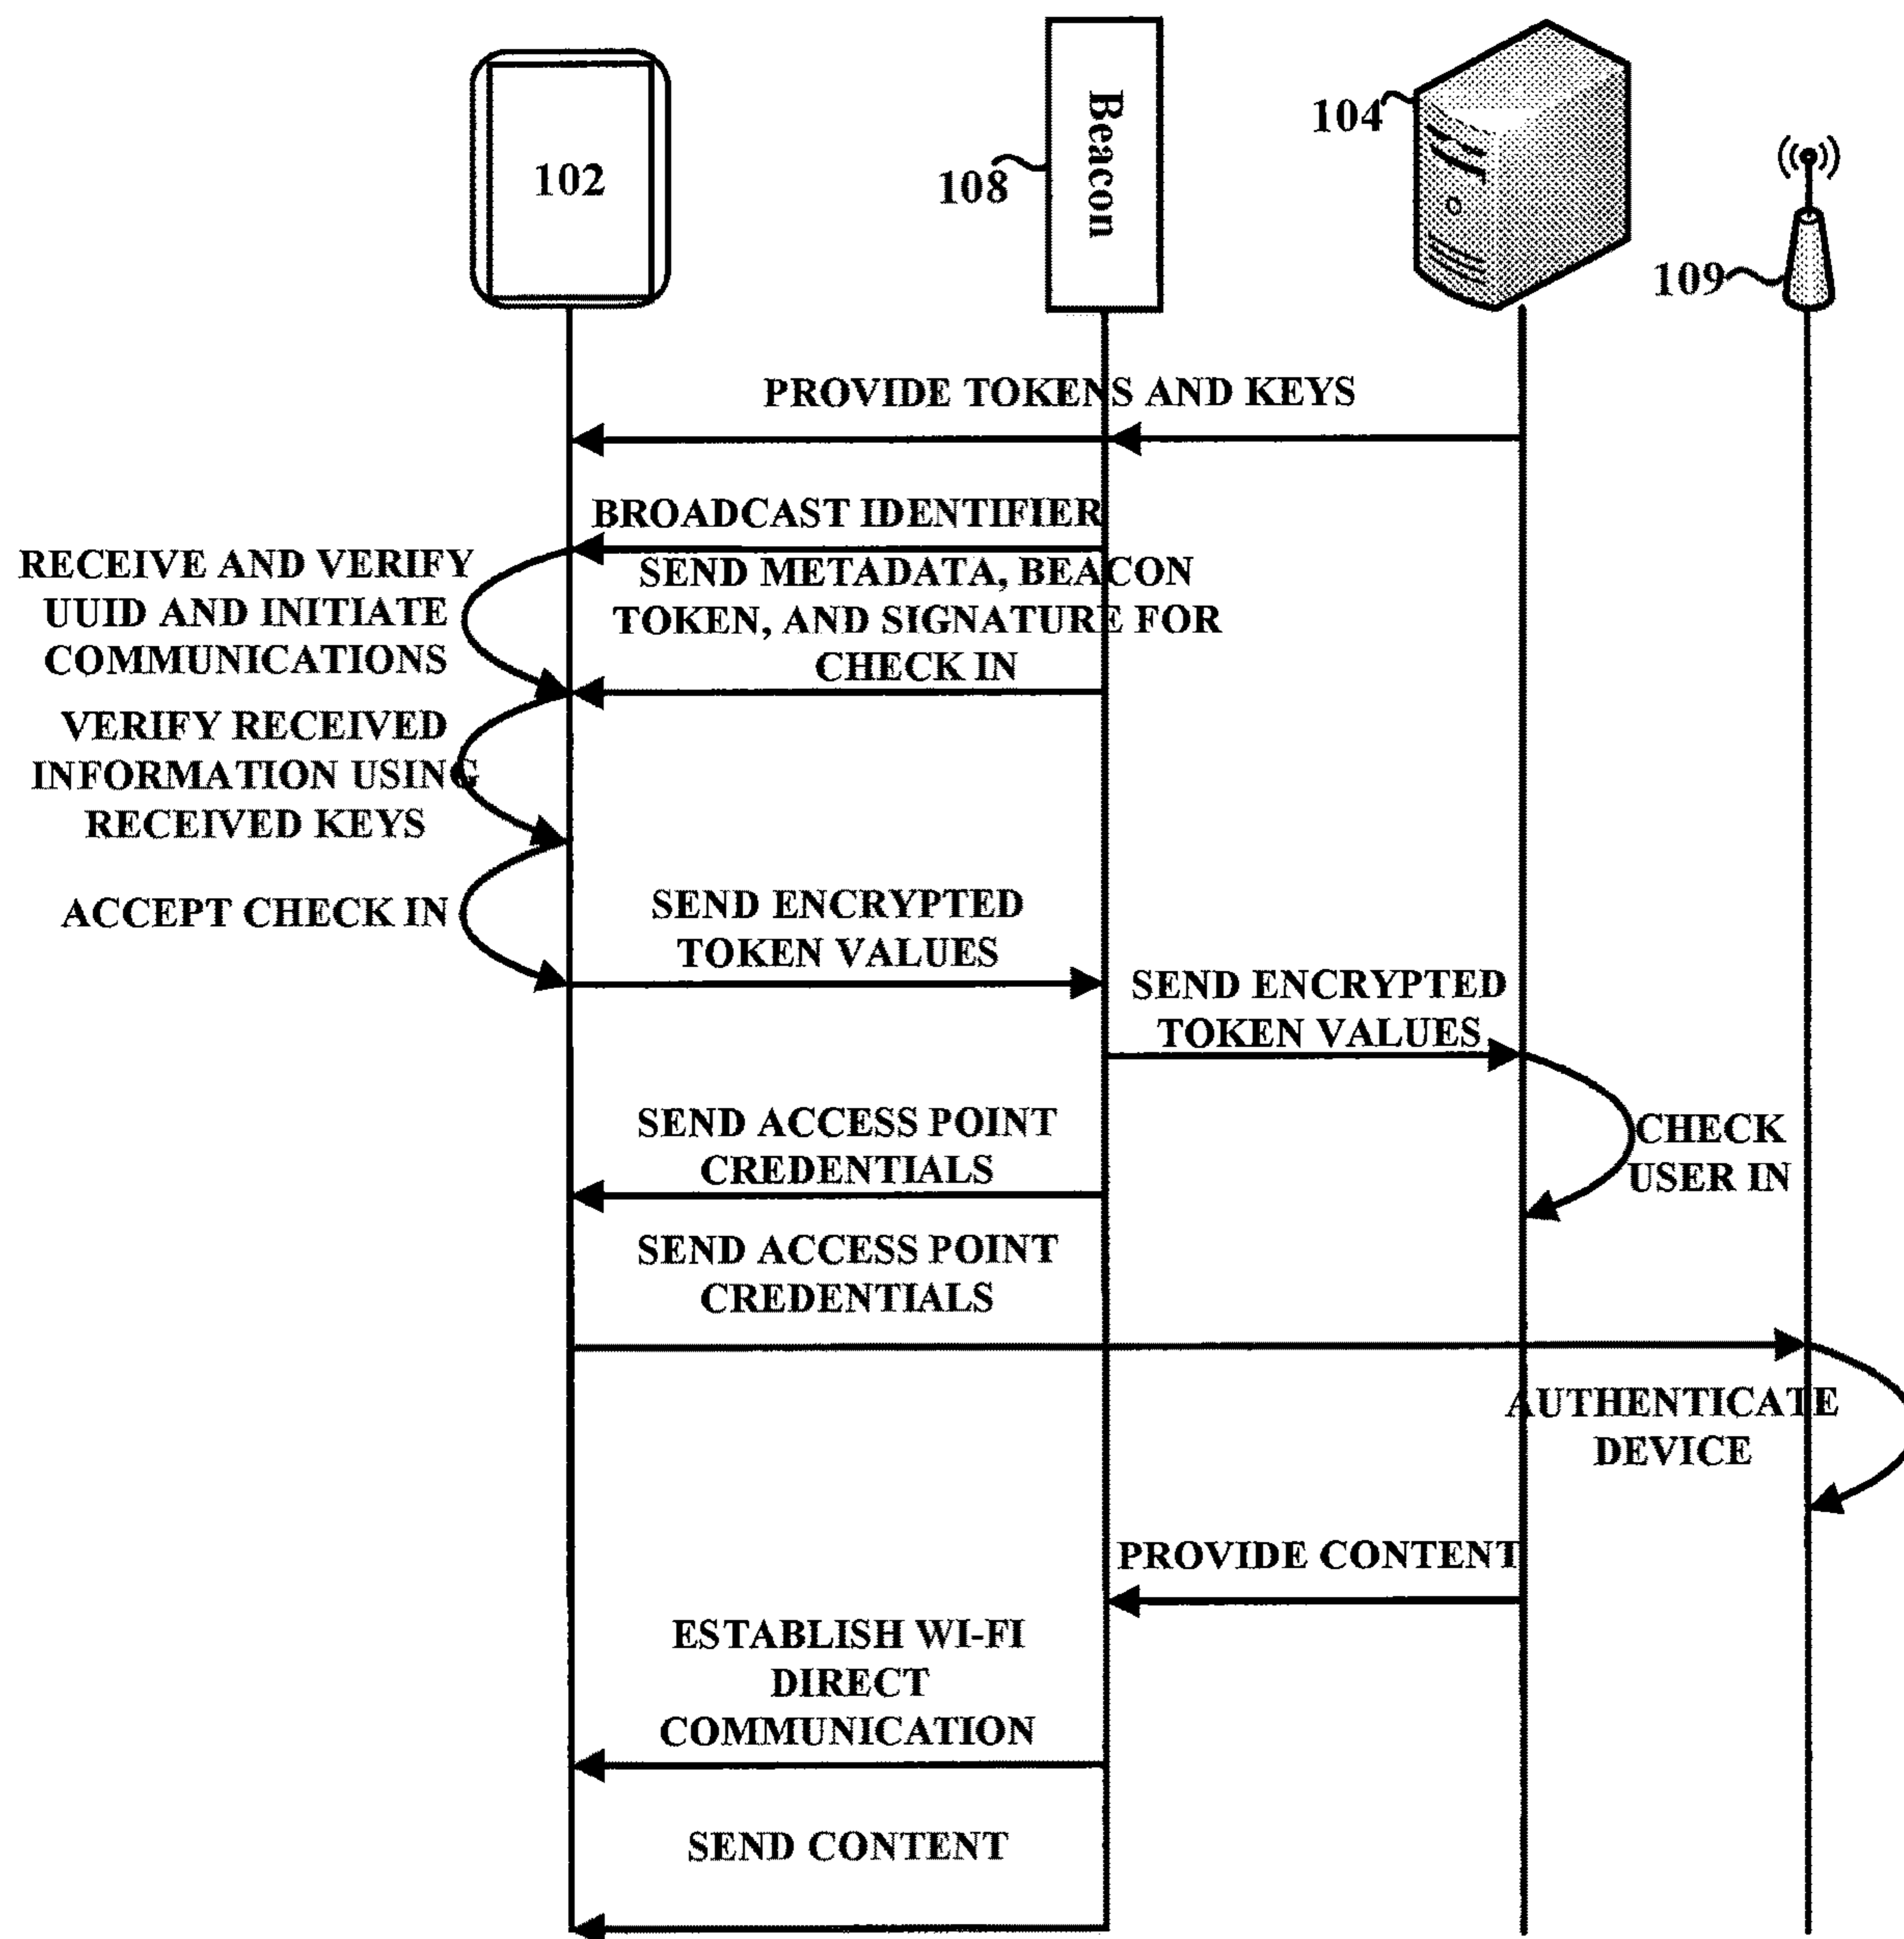 102
108
Beacon
104
109
PROVIDE TOKENS AND KEYS
BROADCAST IDENTIFIER
RECEIVE AND VERIFY
UUID AND INITIATE
COMMUNICATIONS
SEND METADATA, BEACON
TOKEN, AND SIGNATURE FOR
CHECK IN
VERIFY RECEIVED
INFORMATION USING
RECEIVED KEYS
ACCEPT CHECK IN
SEND ENCRYPTED
TOKEN VALUES
SEND ENCRYPTED
TOKEN VALUES
CHECK
USER IN
SEND ACCESS POINT
CREDENTIALS
SEND ACCESS POINT
CREDENTIALS
AUTHENTICATE
DEVICE
PROVIDE CONTENT
ESTABLISH WI-FI
DIRECT
COMMUNICATION
SEND CONTENT